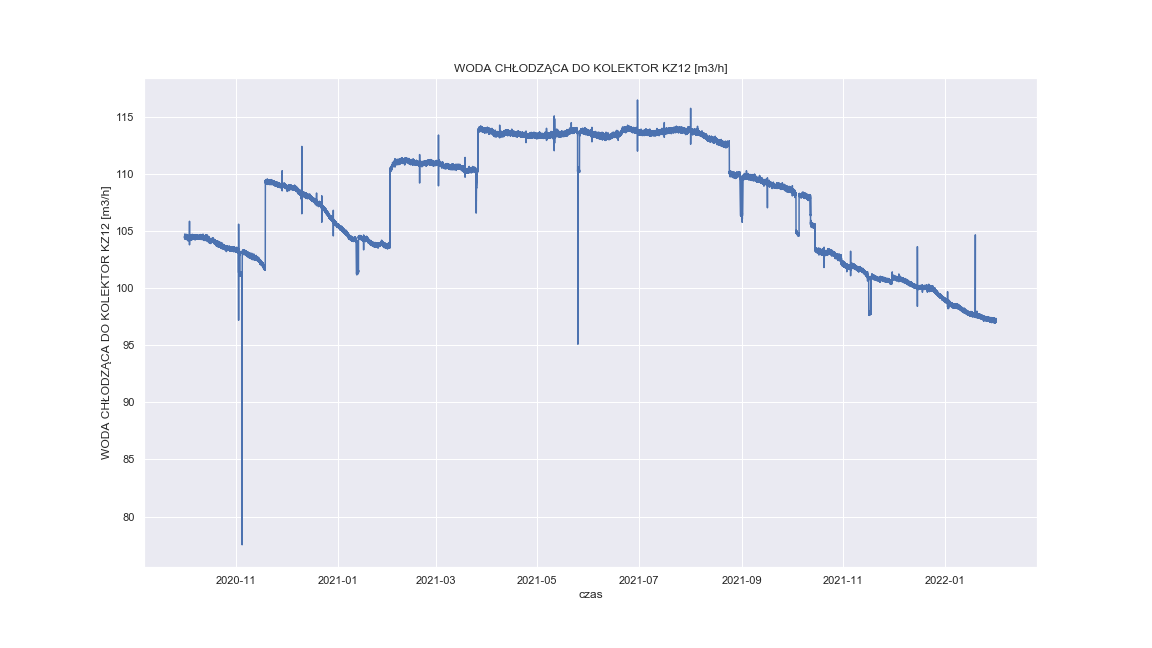 WODA CHŁODZĄCA DO KOLEKTOR KZ12 [m3/h]
WODA CHŁODZĄCA DO KOLEKTOR KZ12 [m3/h]
115
110
105
100
95
90
85
80
2020-11 2021-01 2021-03 2021-05 2021-07 2021-09 2021-11 2022-01
czas